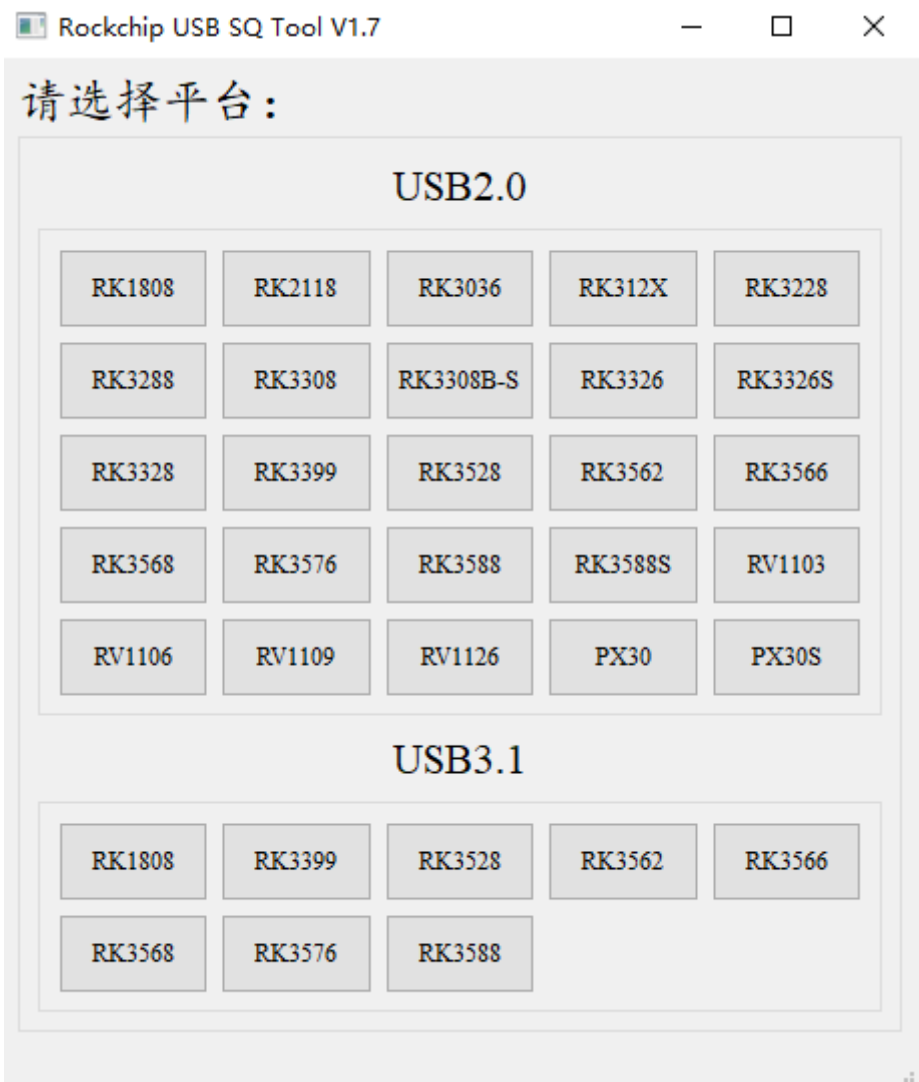 Rockchip USB SQ Tool V1.7
请选择平台：
USB2.0
RK1808 RK2118 RK3036 RK312X RK3228
RK3288 RK3308 RK3308B-S RK3326 RK3326S
RK3328 RK3399 RK3528 RK3562 RK3566
RK3568 RK3576 RK3588 RK3588S RV1103
RV1106 RV1109 RV1126 PX30 PX30S
USB3.1
RK1808 RK3399 RK3528 RK3562 RK3566
RK3568 RK3576 RK3588